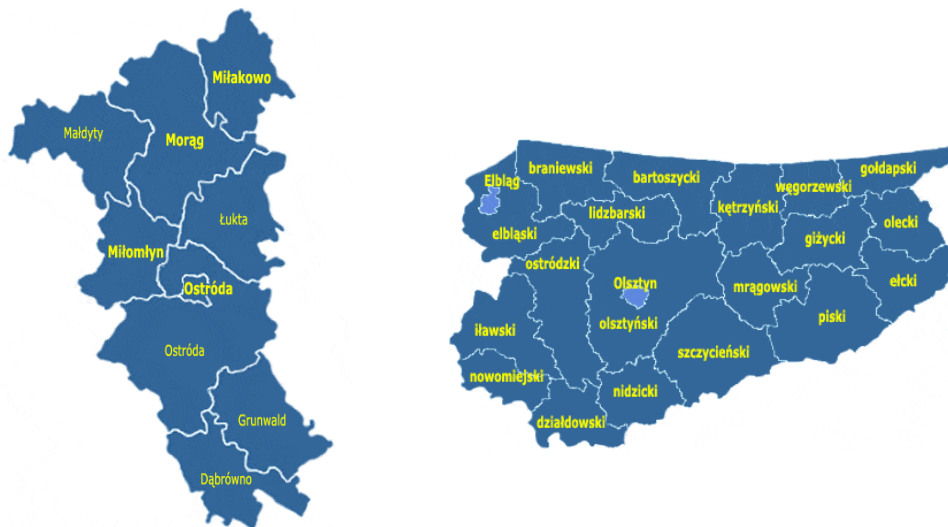 Miłakowo
Małdyty
Morąg
Łukta
Miłomłyn
Ostróda
Ostróda
Grunwald
Dąbrówno
braniewski
bartoszycki
gołdapski
Elbląg
węgorzewski
kętrzyński
lidzbarski
olecki
elbląski
giżycki
ostródzki
Olsztyn
mrągowski
ełcki
iławski
olsztyński
piski
szczycieński
nowomiejski
nidzicki
działdowski